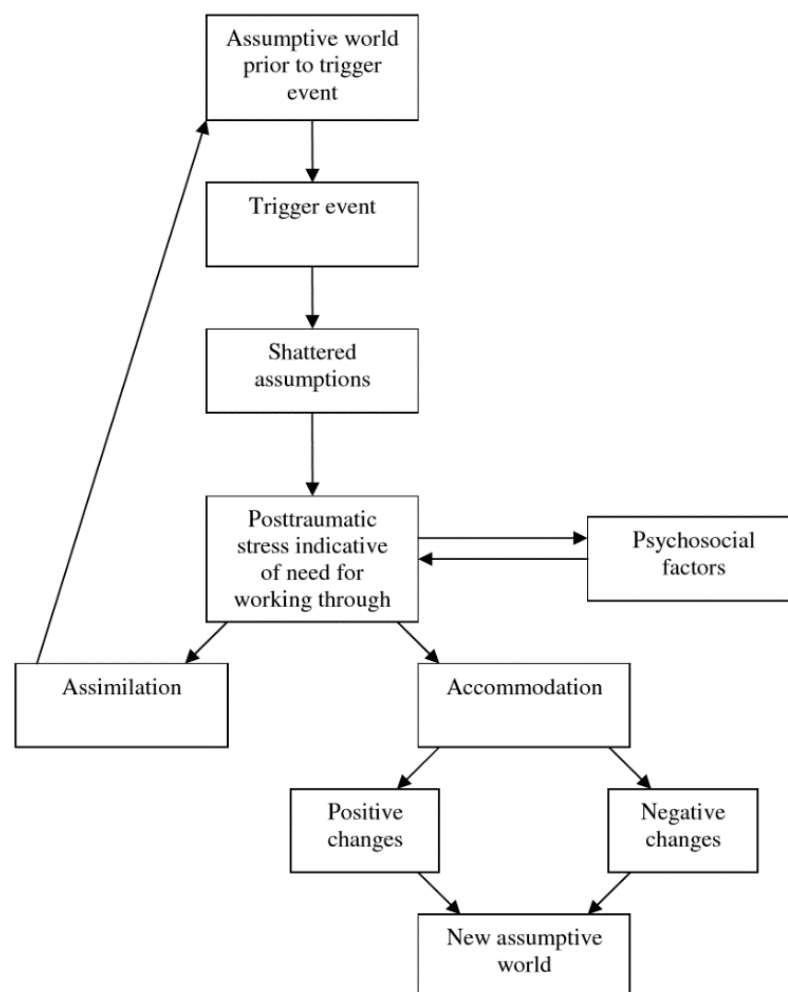 Assumptive world
prior to trigger
event
Trigger event
Shattered
assumptions
Posttraumatic
stress indicative
of need for
working through
Psychosocial
factors
Assimilation
Accommodation
Positive
changes
Negative
changes
New assumptive
world